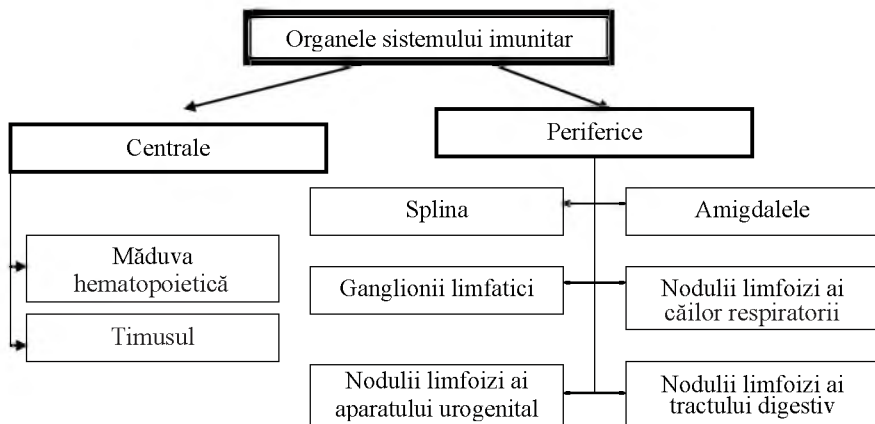 Organele sistemului imunitar
Centrale
Periferice
Splina
Amigdalele
Măduva
hematopoietică
Ganglionii limfatici
Nodulii limfoizi ai
căilor respiratorii
Timusul
Nodulii limfoizi ai
aparatului urogenital
Nodulii limfoizi ai
tractului digestiv